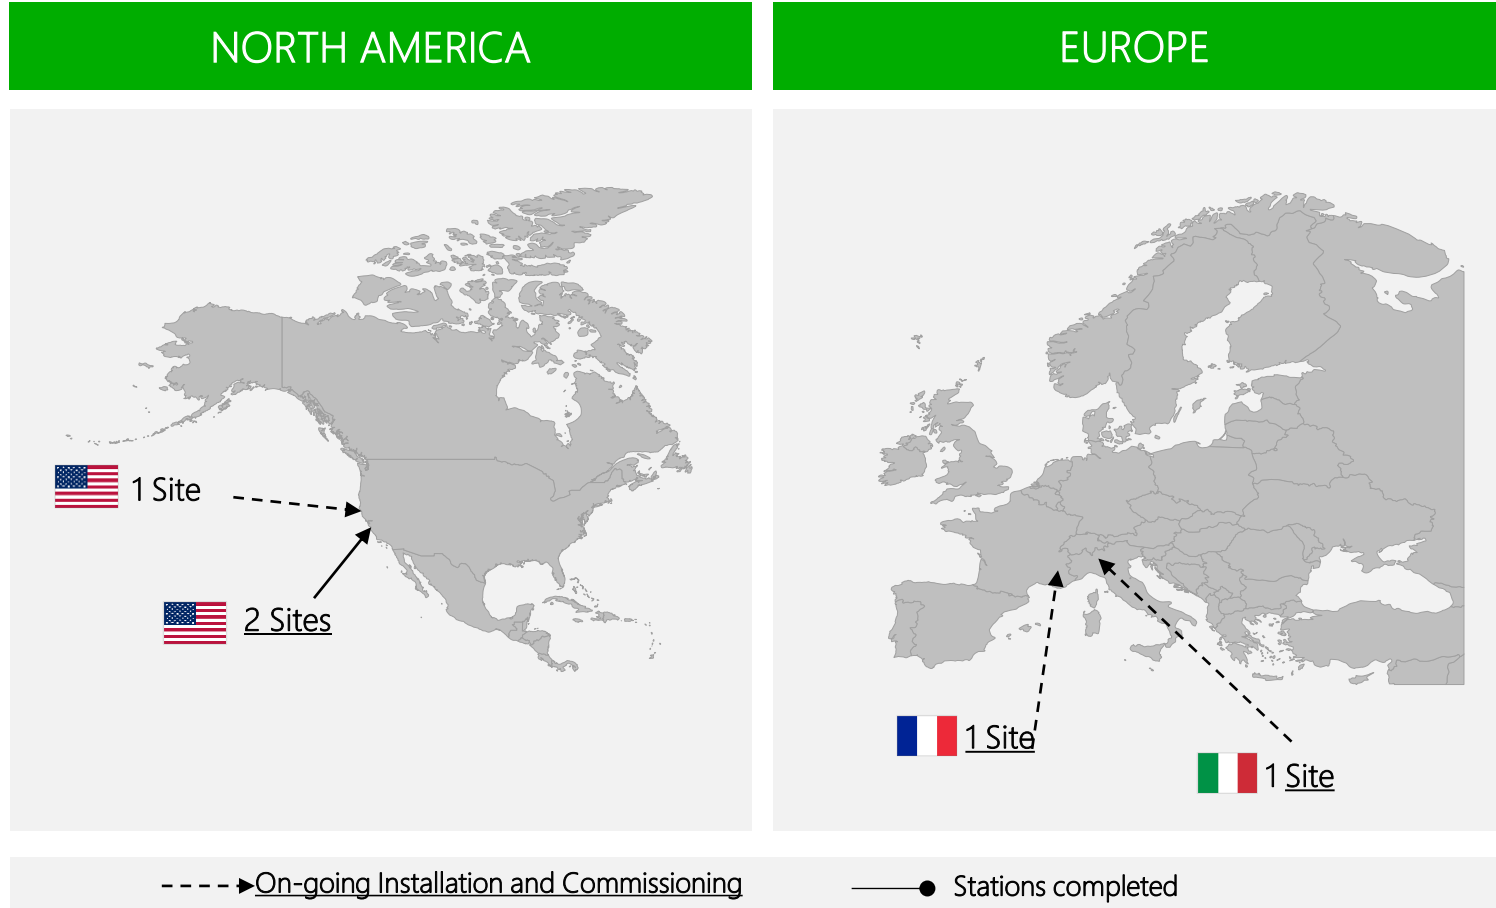 NORTH AMERICA
EUROPE
1 Site
2 Sites
1 Site
1 Site
On-going Installation and Commissioning
Stations completed